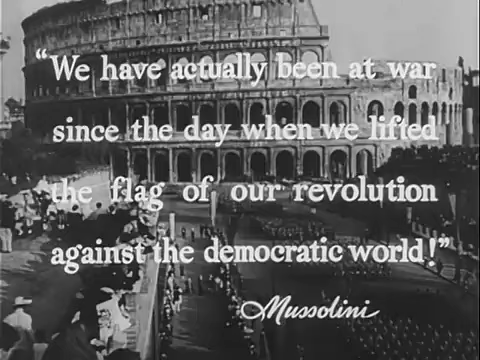 “We have actually been at war
since the day when we lifted
the flag of our revolution
against the democratic world!”
Mussolini